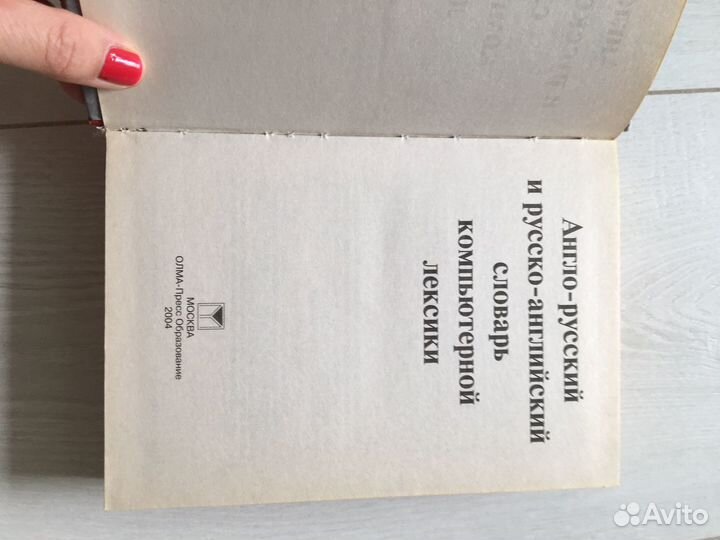 Англо-русский
и русско-английский
словарь
компьютерной
лексики
МОСКВА
ОЛМА-Пресс Образование
2004
Avito